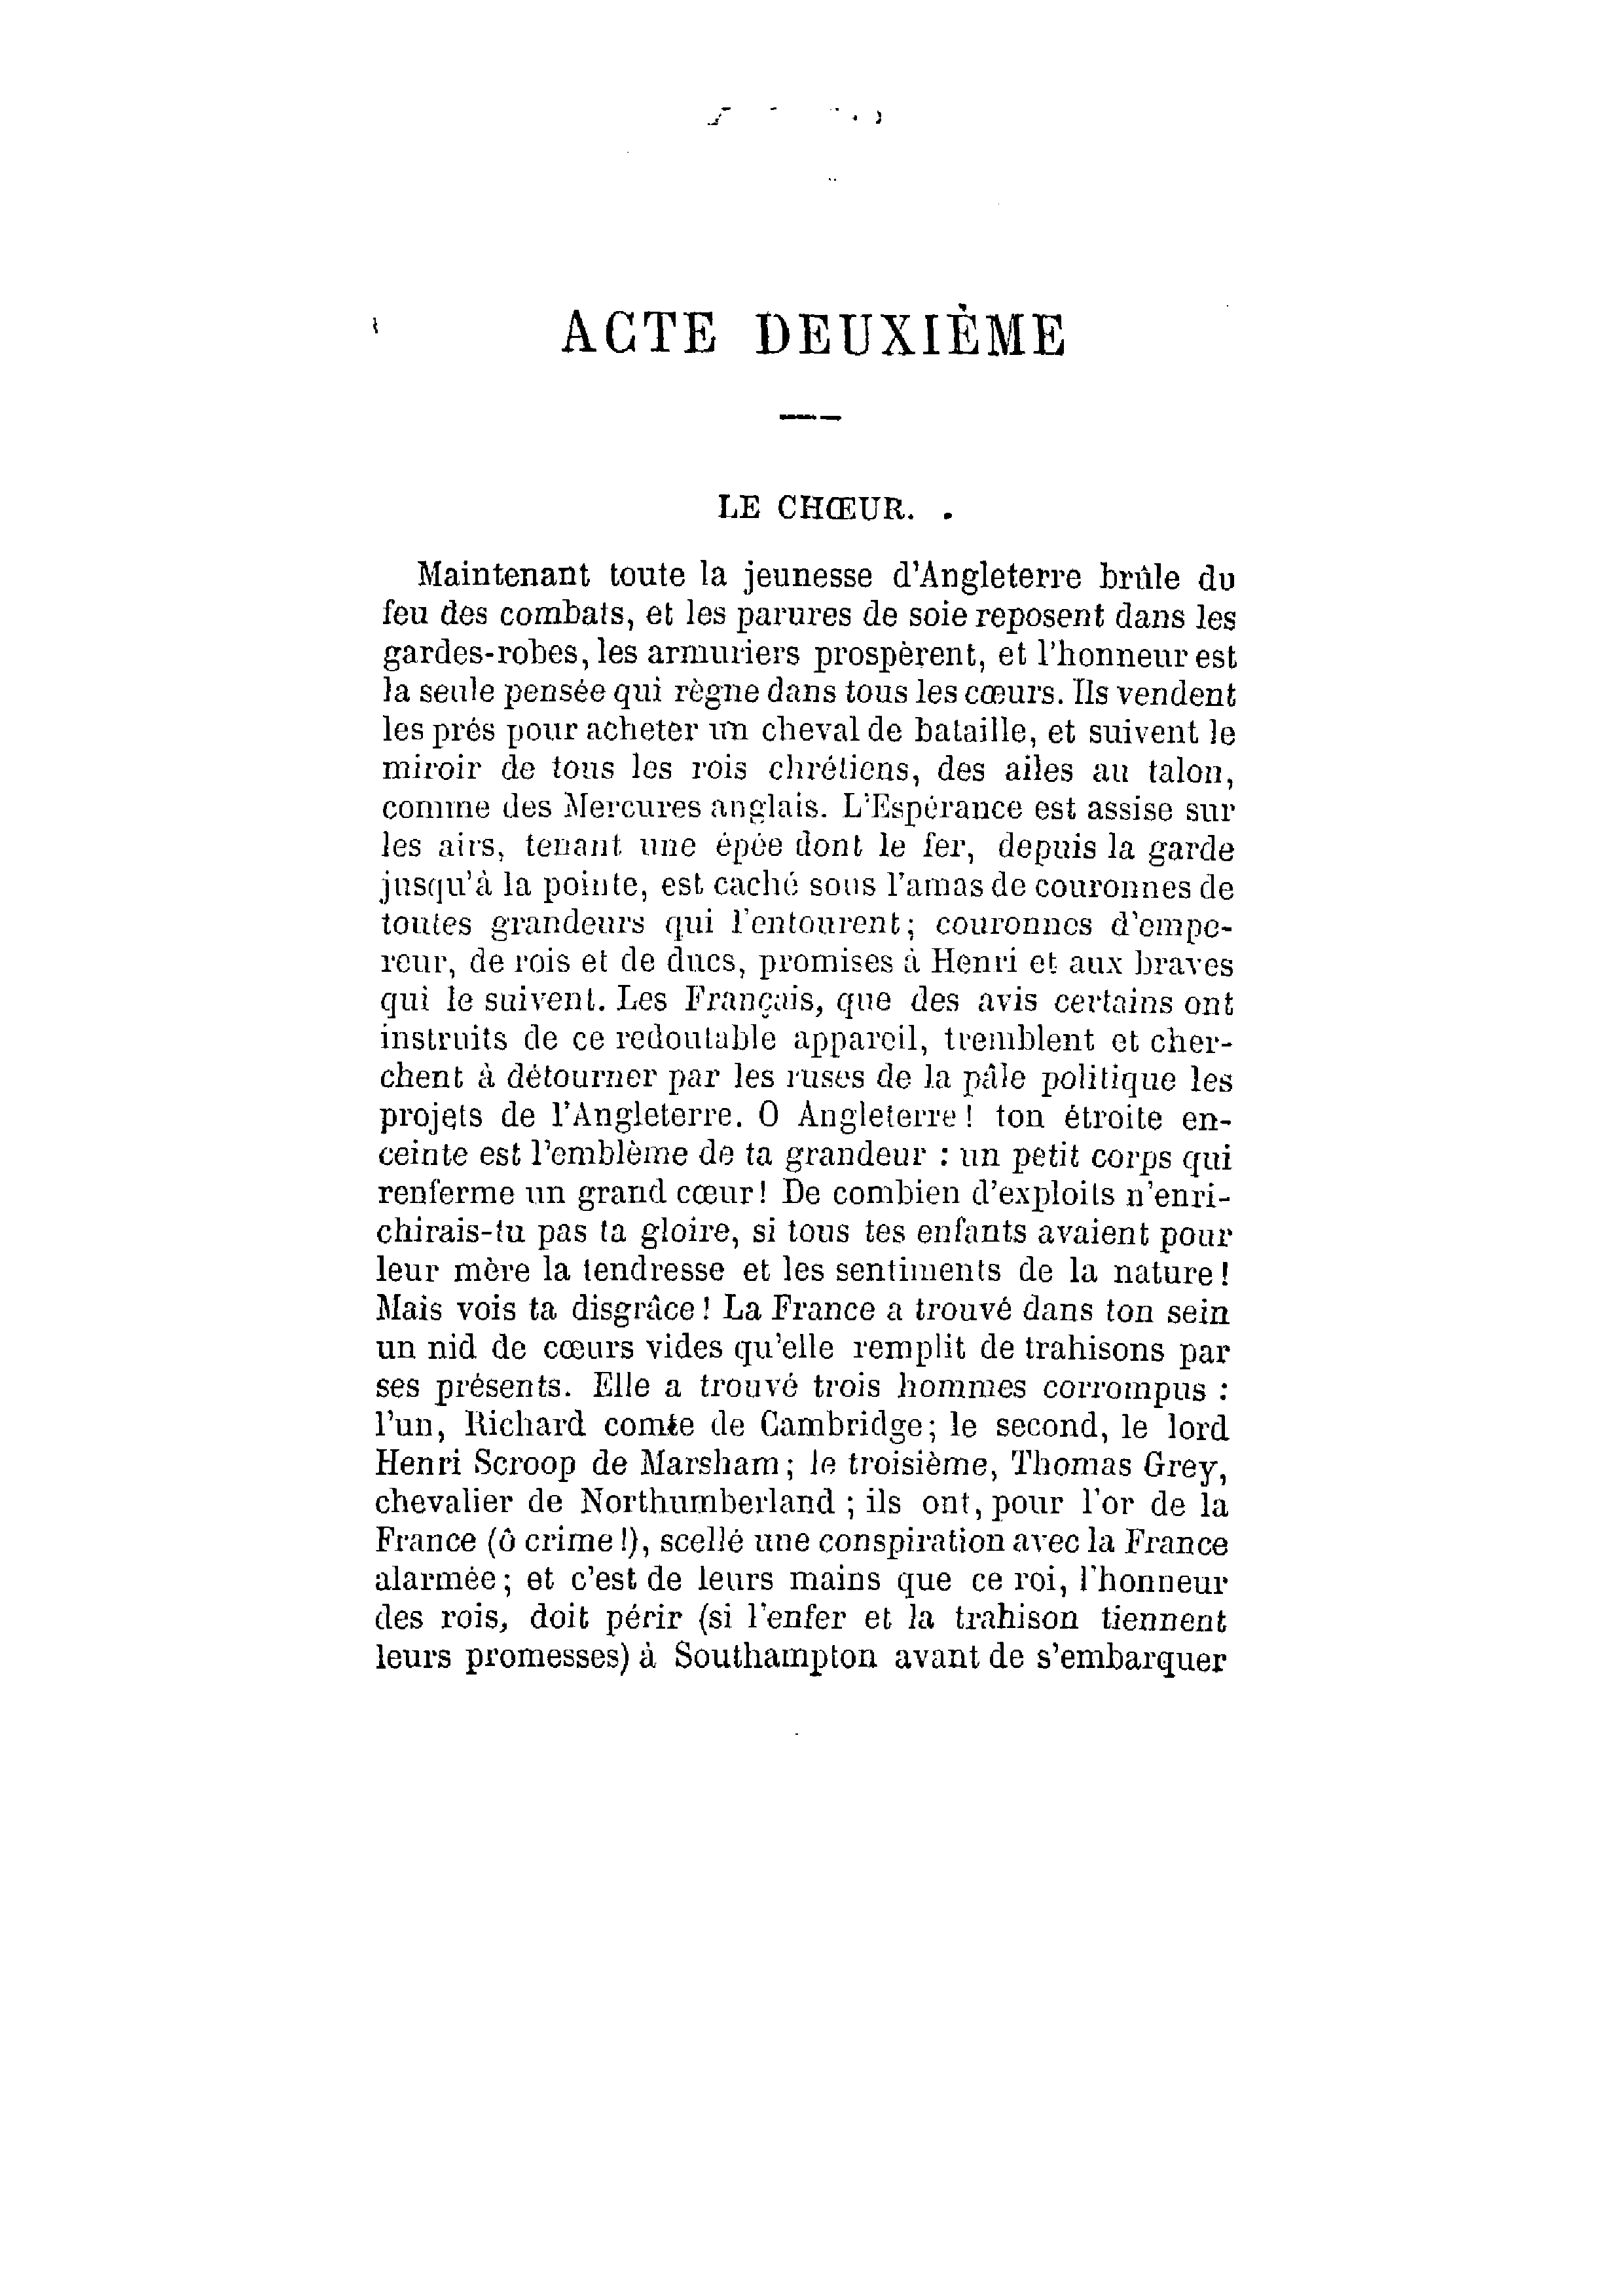 ACTE DEUXIÈME
LE CHŒUR.
Maintenant toute la jeunesse d'Angleterre brûle du
feu des combats, et les parures de soie reposent dans les
gardes-robes, les armuriers prospèrent, et l'honneur est
la seule pensée qui règne dans tous les cœurs. Ils vendent
les prés pour acheter un cheval de bataille, et suivent le
miroir de tous les rois chrétiens, des ailes au talon,
comme des Mercures anglais. L'Espérance est assise sur
les airs, tenant une épée dont le fer, depuis la garde
jusqu'à la pointe, est caché sous l'amas de couronnes de
toutes grandeurs qui l'entourent; couronnes d'empe-
reur, de rois et de ducs, promises à Henri et aux braves
qui le suivent. Les Français, que des avis certains ont
instruits de ce redoutable appareil, tremblent et cher-
chent à détourner par les ruses de la pâle politique les
projets de l'Angleterre. O Angleterre! ton étroite en-
ceinte est l'emblème de ta grandeur : un petit corps qui
renferme un grand cœur! De combien d'exploits n'enri-
chirais-tu pas ta gloire, si tous tes enfants avaient pour
leur mère la tendresse et les sentiments de la nature!
Mais vois ta disgrâce! La France a trouvé dans ton sein
un nid de cœurs vides qu'elle remplit de trahisons par
ses présents. Elle a trouvé trois hommes corrompus :
l'un, Richard comte de Cambridge; le second, le lord
Henri Scroop de Marsham; le troisième, Thomas Grey,
chevalier de Northumberland ; ils ont, pour l'or de la
France (ô crime!), scellé une conspiration avec la France
alarmée; et c'est de leurs mains que ce roi, l'honneur
des rois, doit périr (si l'enfer et la trahison tiennent
leurs promesses) à Southampton avant de s'embarquer